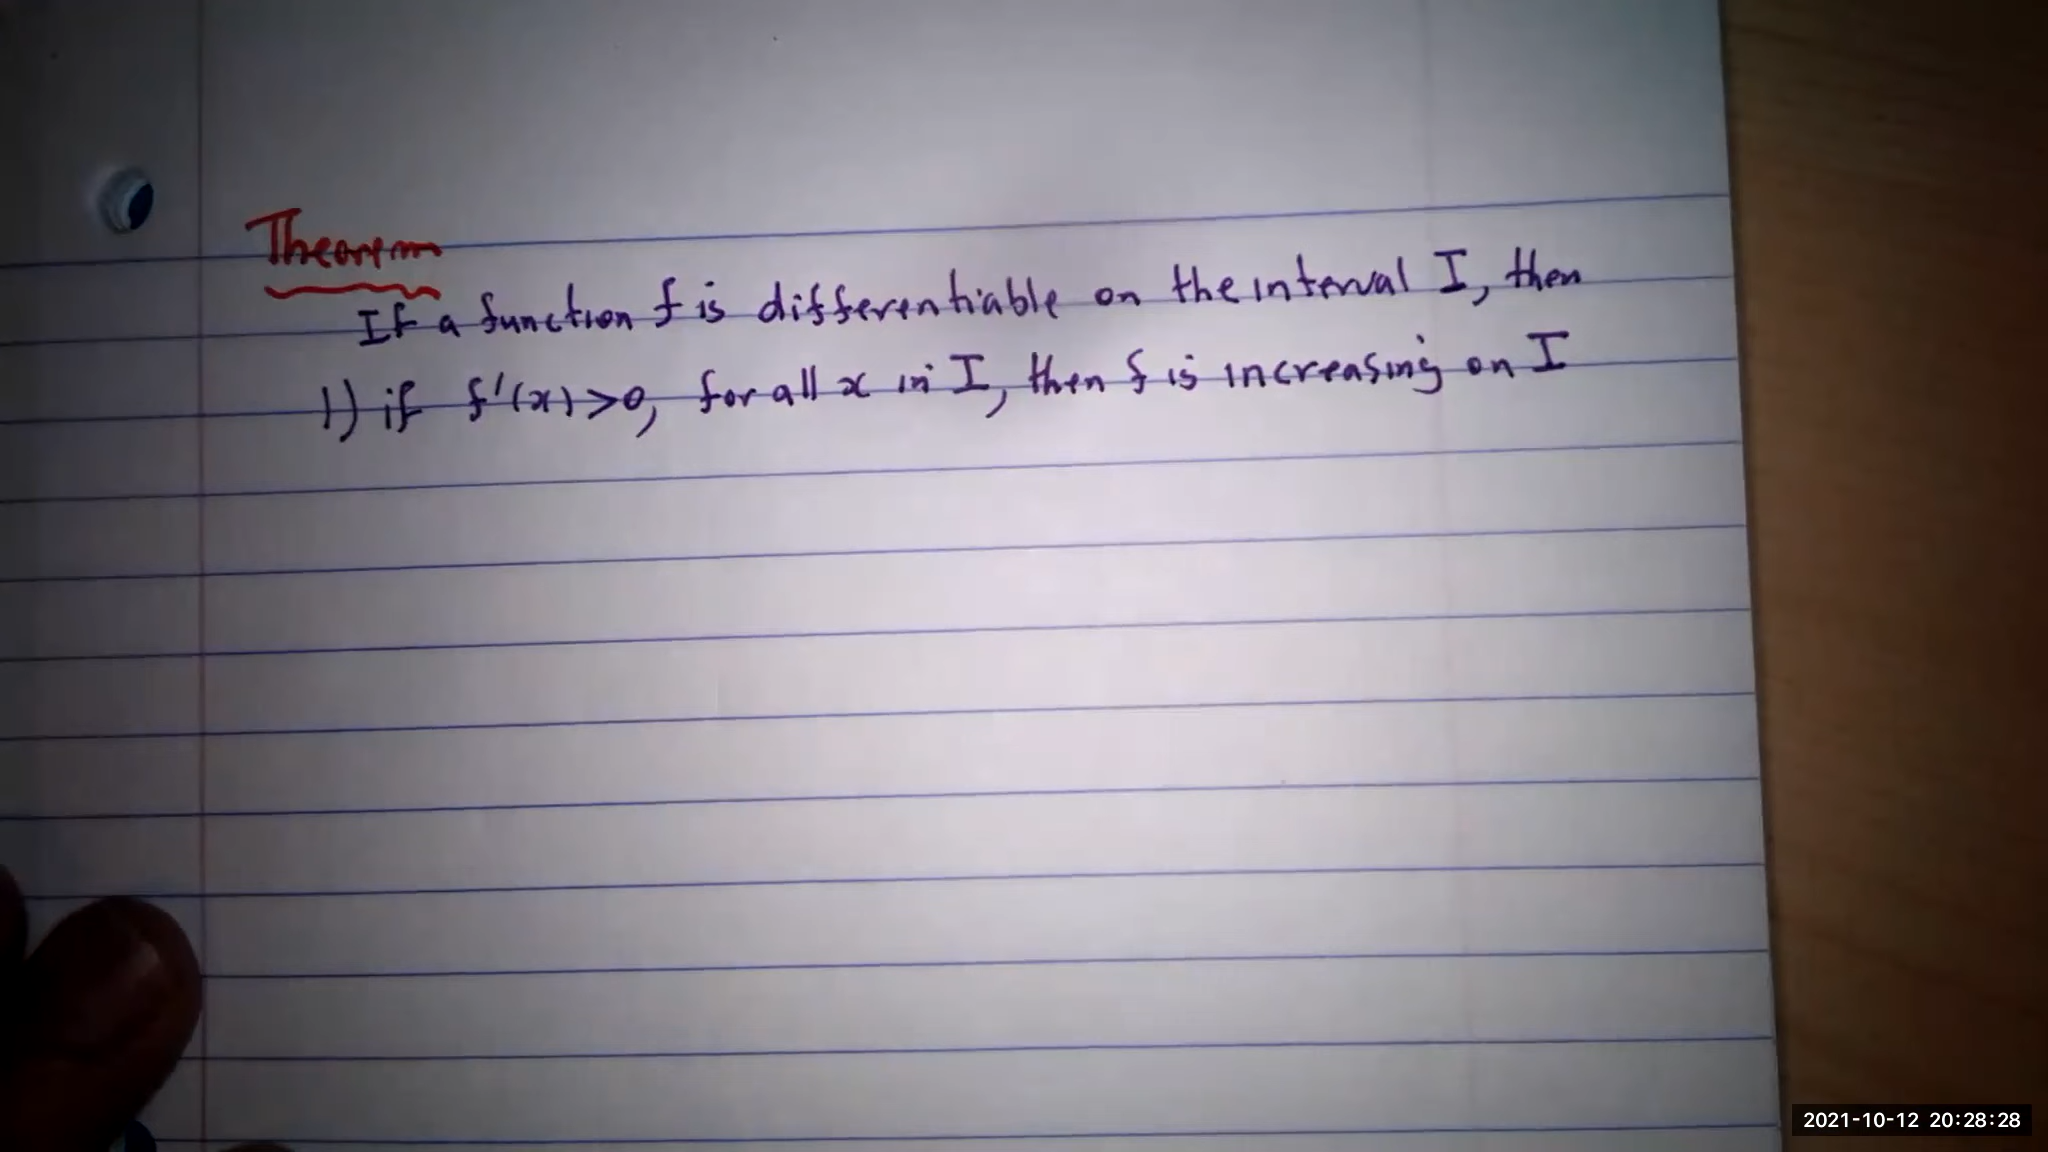 Theorem
If a function f is differentiable on the interval I, then
1) if f'(x)>0, for all x in I, then f is increasing on I
2021-10-12 20:28:28